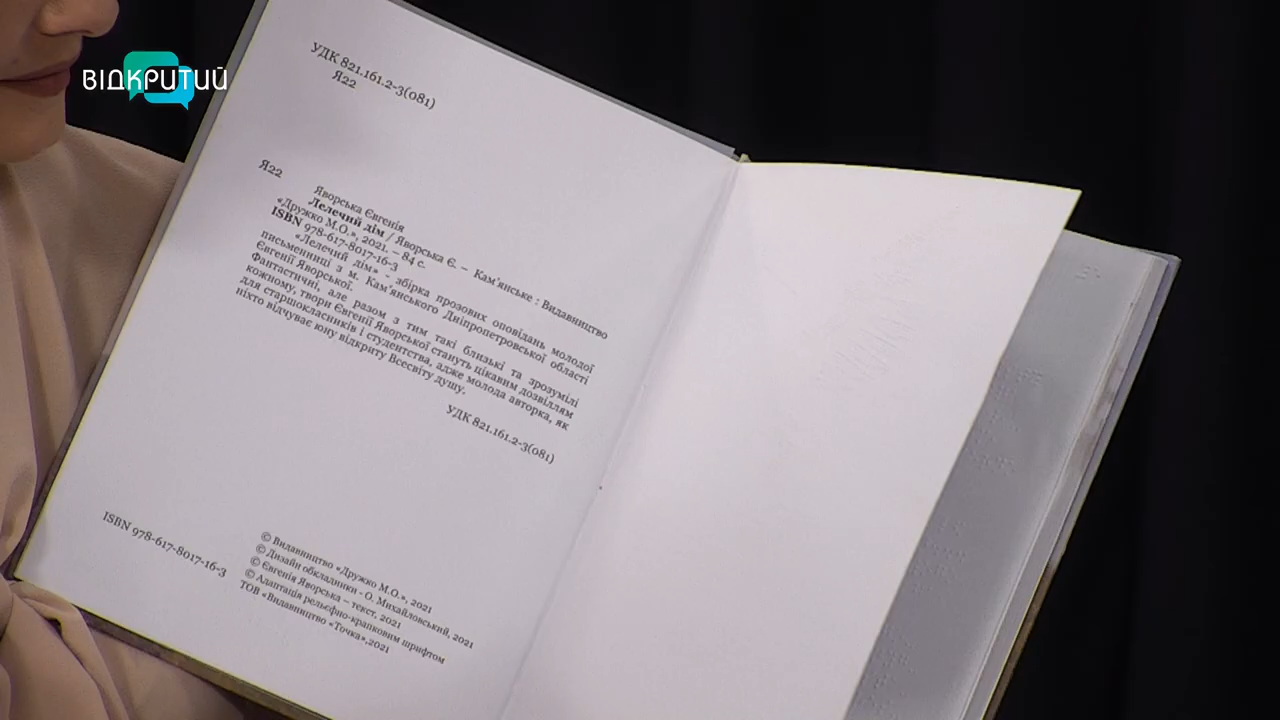 ВІДКРИТИЙ
УДК 821.161.2-3(081)
Я22
Я22
Яворська Євгенія
Лелечий дім / Яворська Є. – Кам'янське : Видавництво
«Дружко М.О.», 2021. – 84 с.
ISBN 978-617-8017-16-3
«Лелечий дім» - збірка прозових оповідань молодої
письменниці з м. Кам'янського Дніпропетровської області
Євгенії Яворської.
Фантастичні, але разом з тим такі близькі та зрозумілі
кожному, твори Євгенії Яворської стануть цікавим дозвіллям
для старшокласників і студентства, адже молода авторка, як
ніхто відчуває юну відкриту Всесвіту душу.
УДК 821.161.2-3(081)
ISBN 978-617-8017-16-3
© Видавництво «Дружко М.О.», 2021
© Дизайн обкладинки - О. Михайловський, 2021
© Євгенія Яворська – текст, 2021
© Адаптація рельєфно-крапковим шрифтом
ТОВ «Видавництво «Точка»,2021